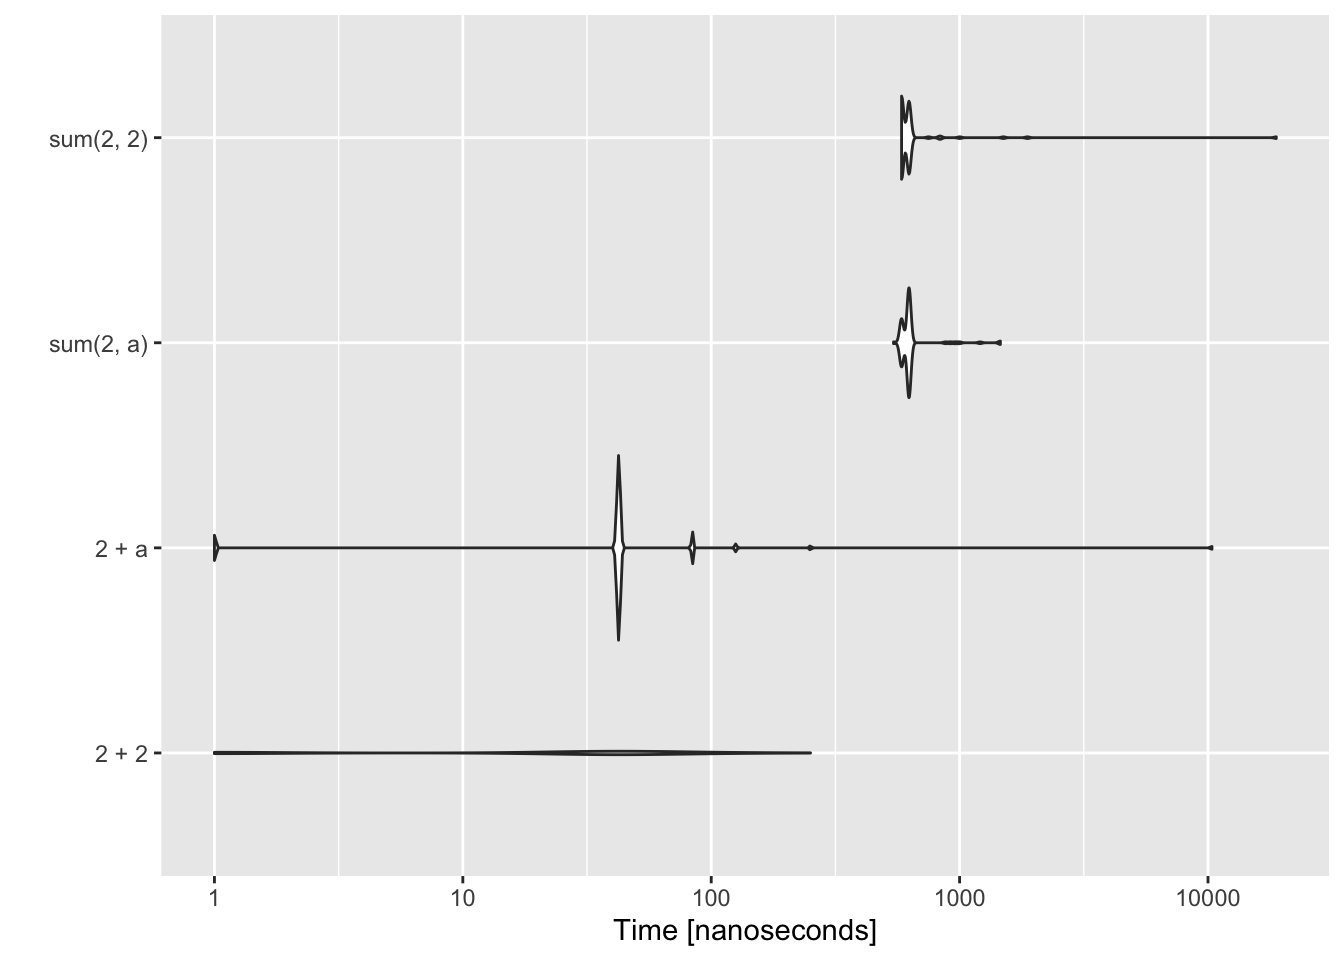 sum(2, 2)
sum(2, a)
2 + a
2 + 2
1 10 100 1000 10000
Time [nanoseconds]